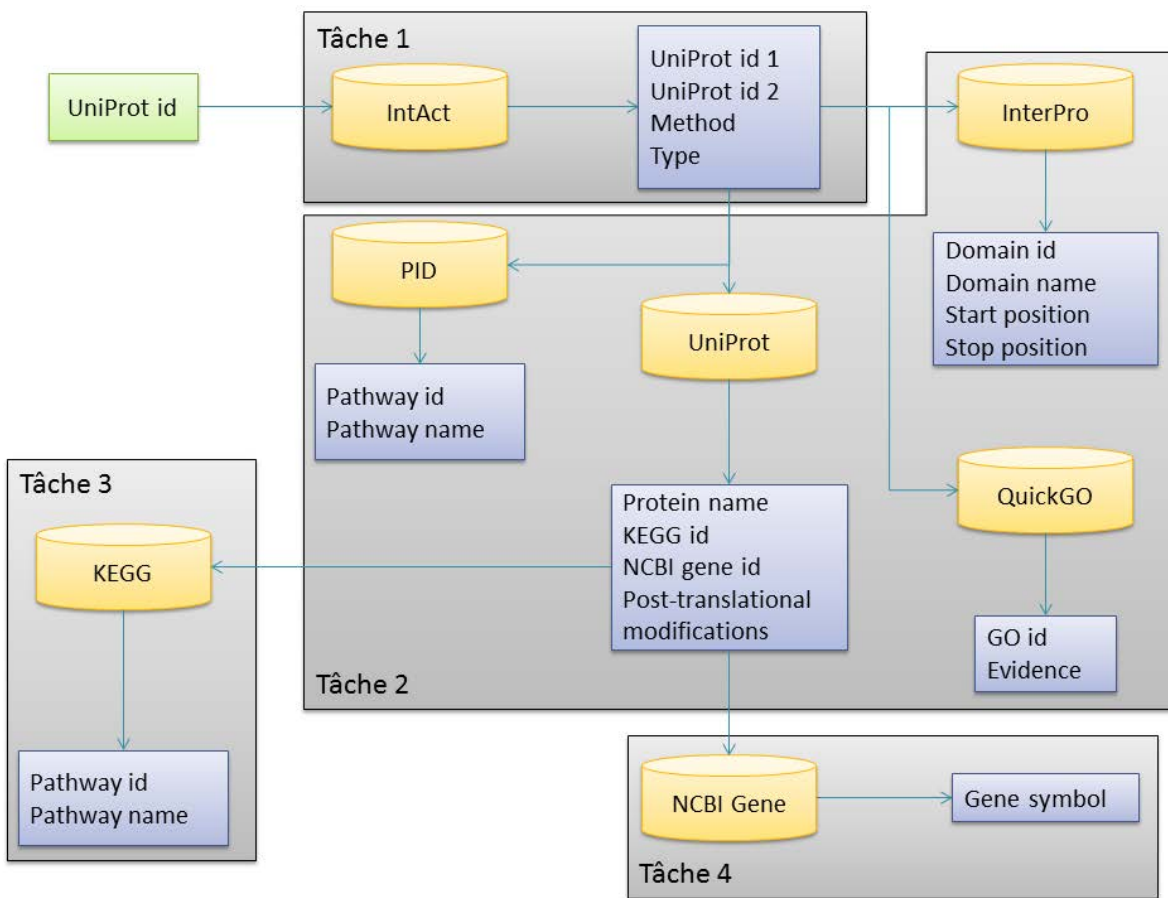 Tâche 1
UniProt id
IntAct
UniProt id 1
UniProt id 2
Method
Type
InterPro
Domain id
Domain name
Start position
Stop position
PID
Pathway id
Pathway name
UniProt
Protein name
KEGG id
NCBI gene id
Post-translational
modifications
QuickGO
GO id
Evidence
Tâche 2
Tâche 3
KEGG
Pathway id
Pathway name
NCBI Gene
Gene symbol
Tâche 4